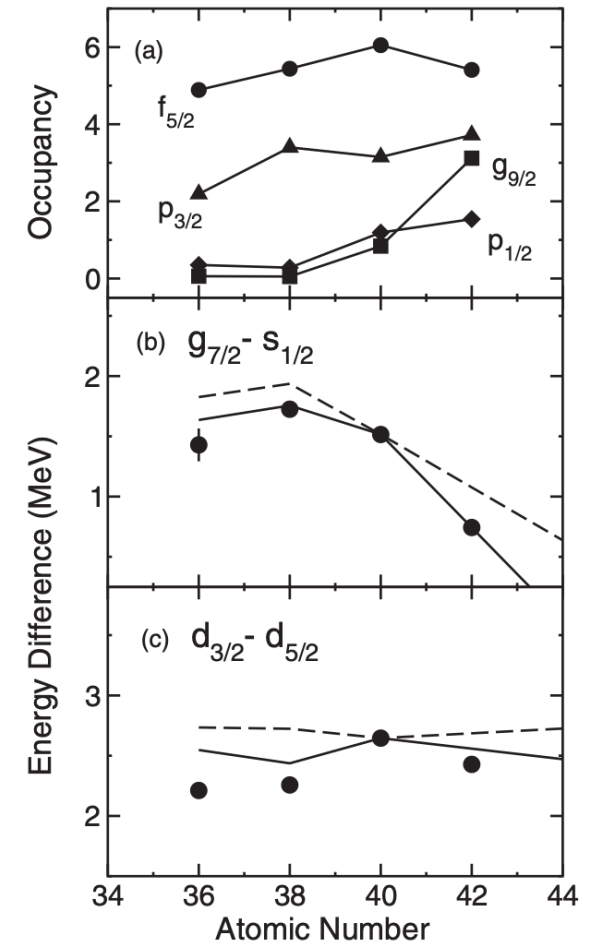 (a)
6
4
2
0
Occupancy
f5/2
p3/2
g9/2
p1/2
(b) g7/2- s1/2
2
1
Energy Difference (MeV)
(c) d3/2- d5/2
3
2
34 36 38 40 42 44
Atomic Number